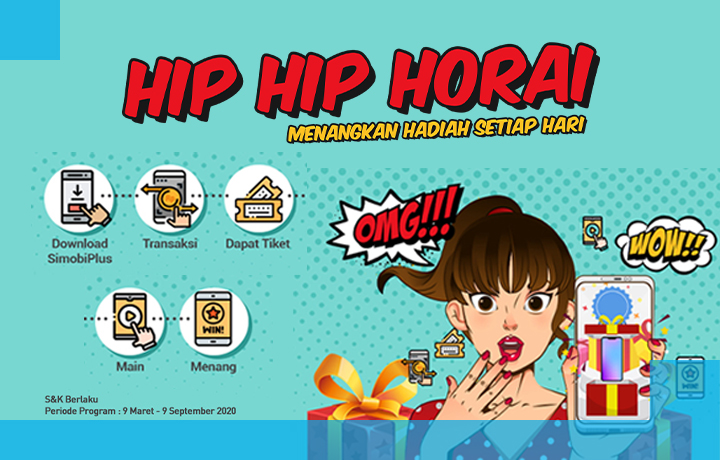 HIP HIP HORAI
MENANGKAN HADIAH SETIAP HARI
OMG!!!
WOW!!
Download
SimobiPlus
Transaksi
Dapat Tiket
WIN!
Main
Menang
WIN!
S&K Berlaku
Periode Program : 9 Maret - 9 September 2020